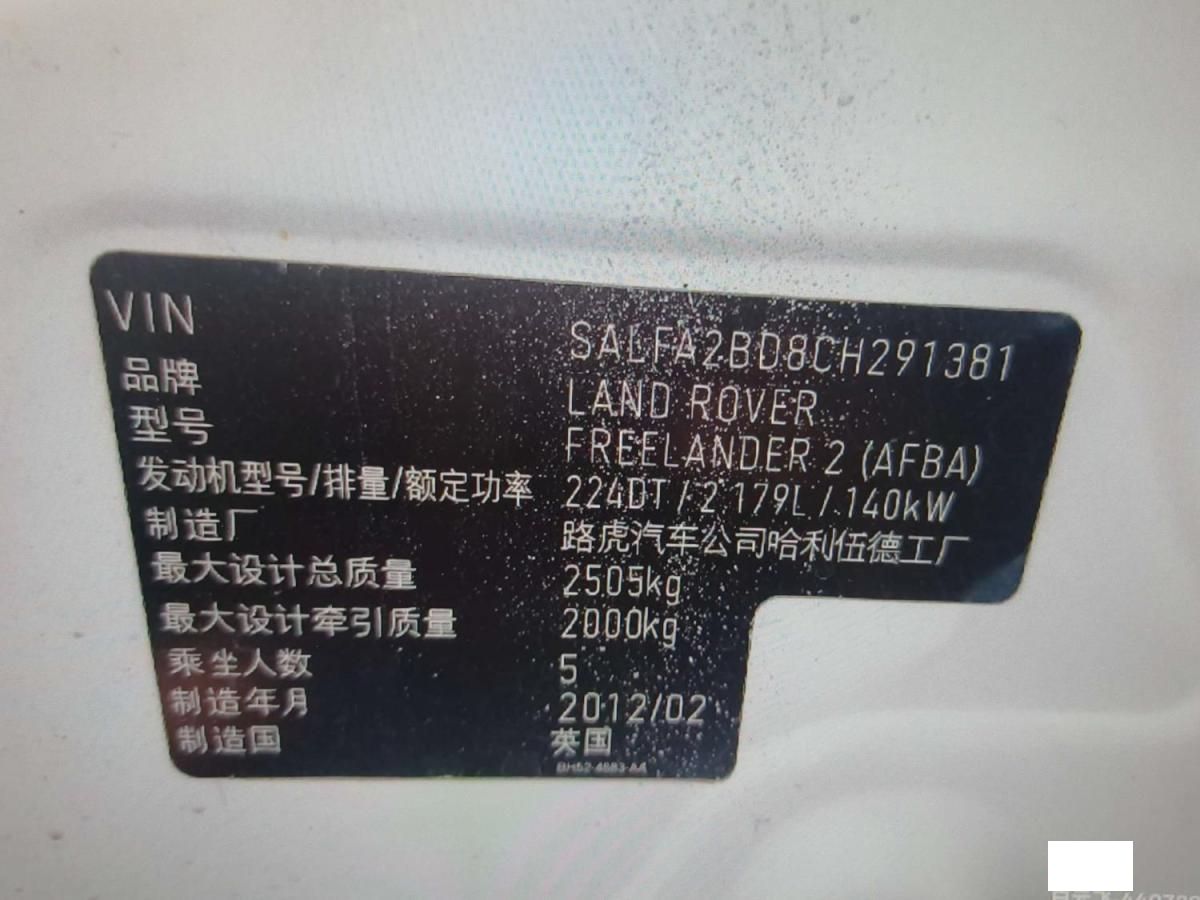 VIN SALFA2BD8CH291381
品牌 LAND ROVER
型号 FREELANDER 2 (AFBA)
发动机型号/排量/额定功率 224DT / 2 179L / 140kW
制造厂 路虎汽车公司哈利伍德工厂
最大设计总质量 2505kg
最大设计牵引质量 2000kg
乘坐人数 5
制造年月 2012/02
制造国 英国
BH52-4583-AA